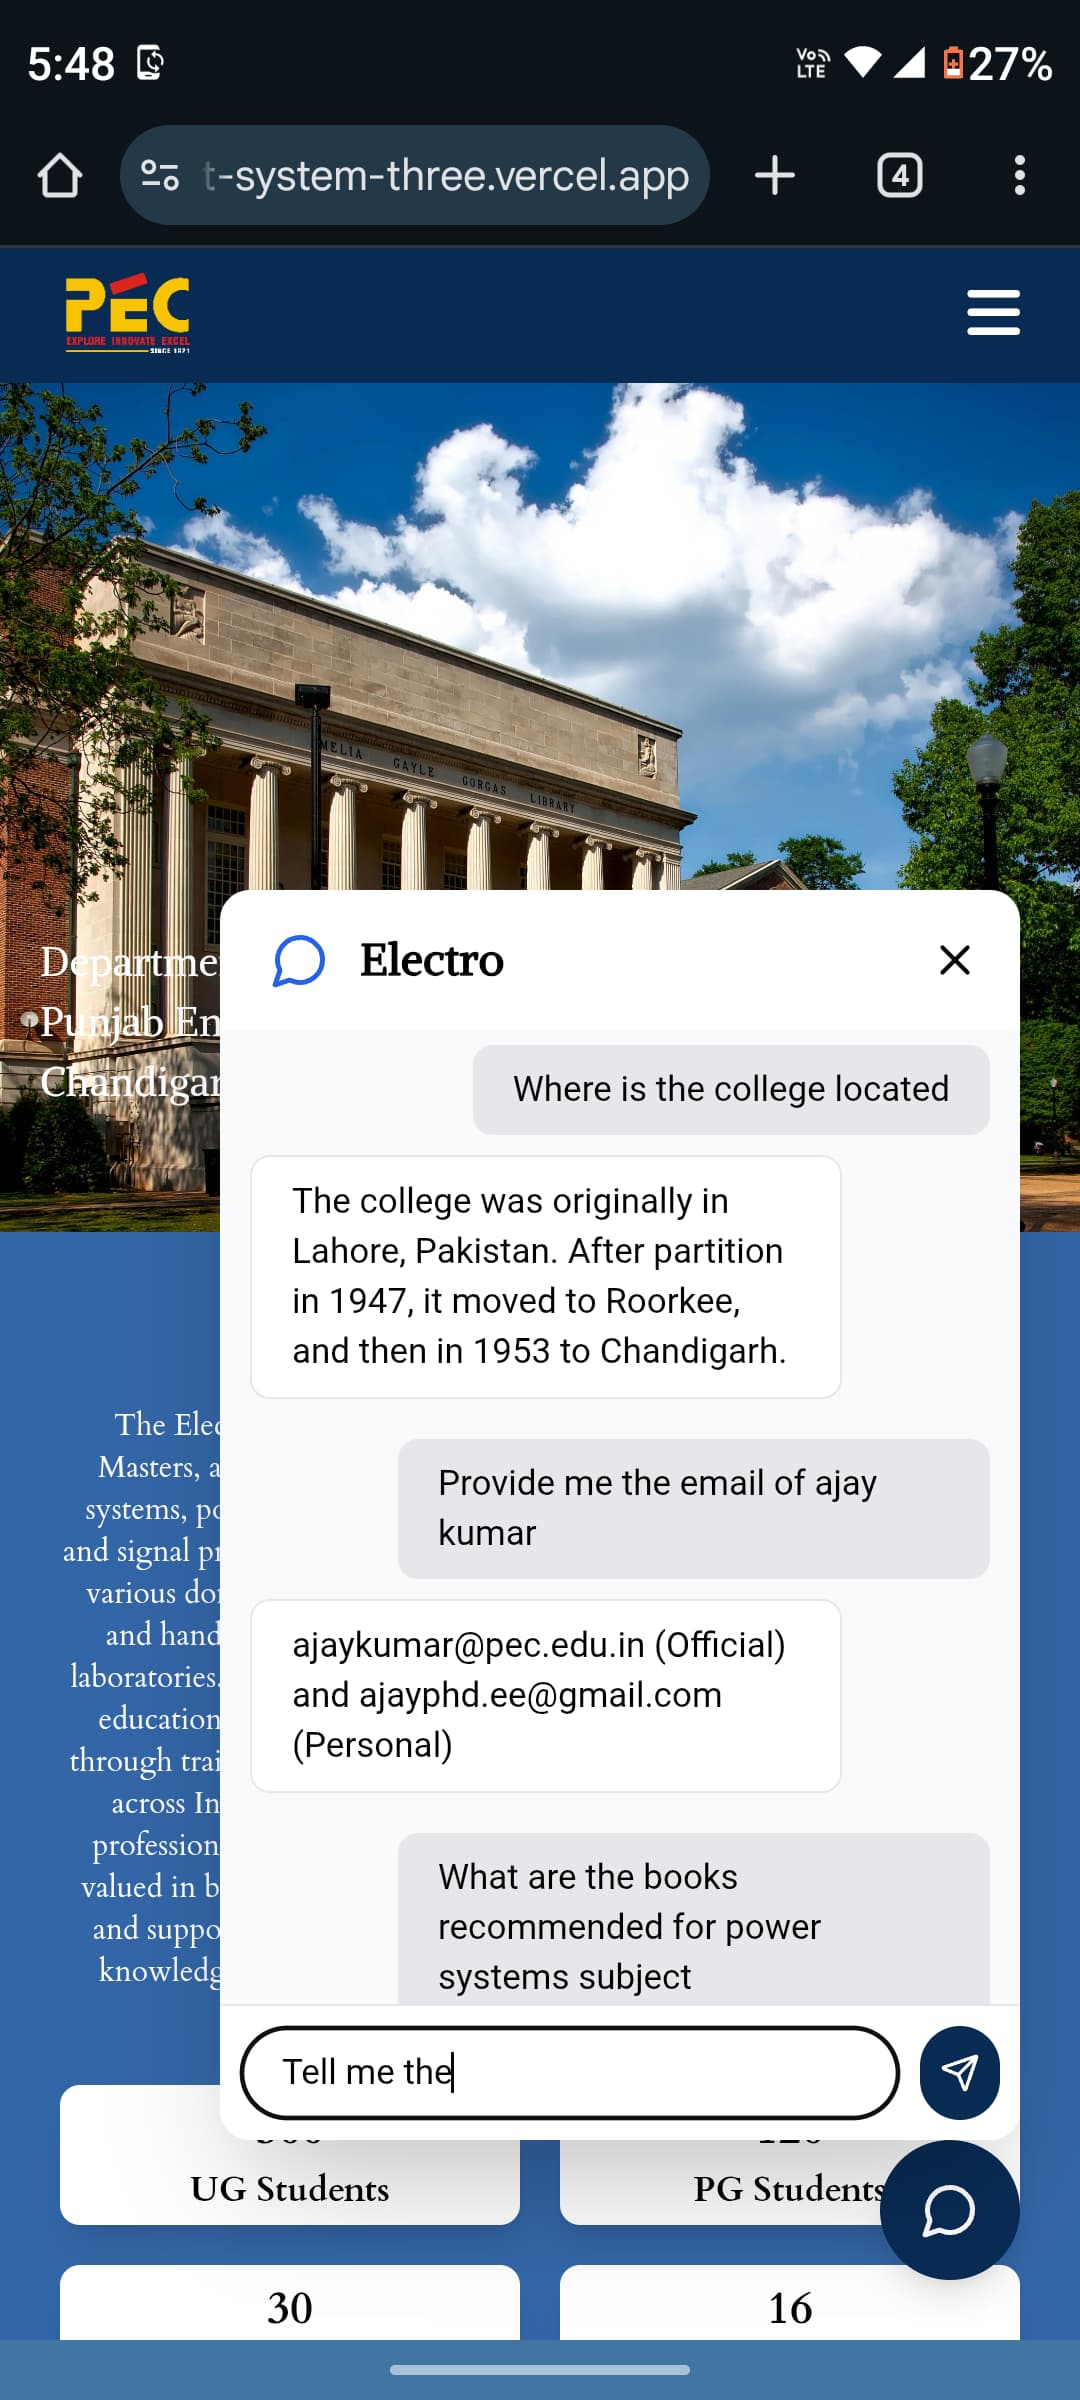 5:48
Vo LTE
27%
t-system-three.vercel.app
4
PEC
EXPLORE INNOVATE EXCEL
SINCE 1921
MELIA GAYLE GORGAS LIBRARY
Departme
Punjab En
Chandigar
Electro
Where is the college located
The college was originally in
Lahore, Pakistan. After partition
in 1947, it moved to Roorkee,
and then in 1953 to Chandigarh.
Provide me the email of ajay
kumar
ajaykumar@pec.edu.in (Official)
and ajayphd.ee@gmail.com
(Personal)
What are the books
recommended for power
systems subject
Tell me the
The Elec
Masters, a
systems, po
and signal pr
various do
and hand
laboratories.
education
through trai
across In
profession
valued in b
and suppo
knowledg
UG Students
PG Students
30
16